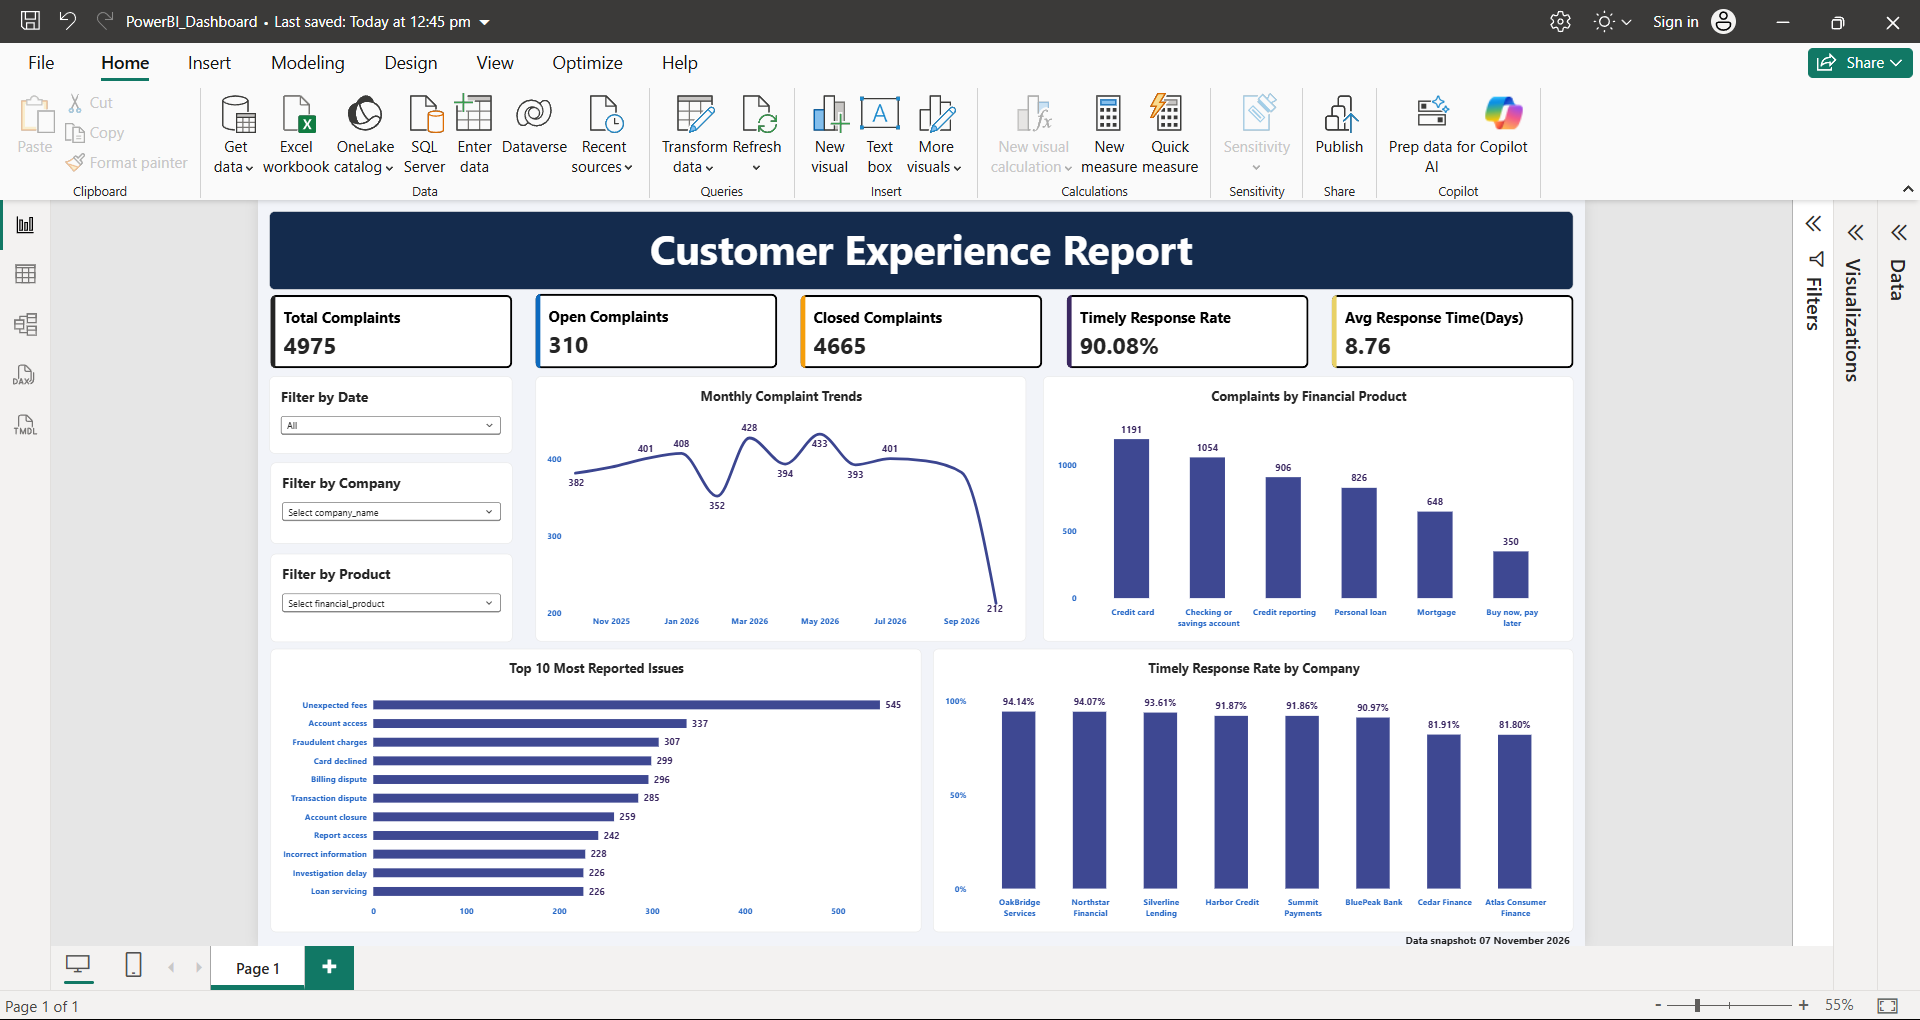 PowerBI_Dashboard • Last saved: Today at 12:45 pm
Sign in
File Home Insert Modeling Design View Optimize Help
Share
Paste
Cut
Copy
Format painter
Clipboard
Get data
Excel workbook
OneLake catalog
SQL Server
Enter data
Dataverse
Recent sources
Data
Transform data
Refresh
Queries
New visual
Text box
More visuals
Insert
New visual calculation
New measure
Quick measure
Calculations
Sensitivity
Sensitivity
Publish
Share
Prep data for AI
Copilot
Copilot
DAX
TMDL
Customer Experience Report
Total Complaints
4975
Open Complaints
310
Closed Complaints
4665
Timely Response Rate
90.08%
Avg Response Time(Days)
8.76
Filter by Date
All
Filter by Company
Select company_name
Filter by Product
Select financial_product
Monthly Complaint Trends
400
300
200
382
401
408
352
428
394
433
393
401
212
Nov 2025 Jan 2026 Mar 2026 May 2026 Jul 2026 Sep 2026
Complaints by Financial Product
1000
500
0
1191
1054
906
826
648
350
Credit card
Checking or savings account
Credit reporting
Personal loan
Mortgage
Buy now, pay later
Top 10 Most Reported Issues
Unexpected fees 545
Account access 337
Fraudulent charges 307
Card declined 299
Billing dispute 296
Transaction dispute 285
Account closure 259
Report access 242
Incorrect information 228
Investigation delay 226
Loan servicing 226
0 100 200 300 400 500
Timely Response Rate by Company
100%
50%
0%
94.14%
94.07%
93.61%
91.87%
91.86%
90.97%
81.91%
81.80%
OakBridge Services
Northstar Financial
Silverline Lending
Harbor Credit
Summit Payments
BluePeak Bank
Cedar Finance
Atlas Consumer Finance
Data snapshot: 07 November 2026
Filters
Visualizations
Data
Page 1
Page 1 of 1
55%